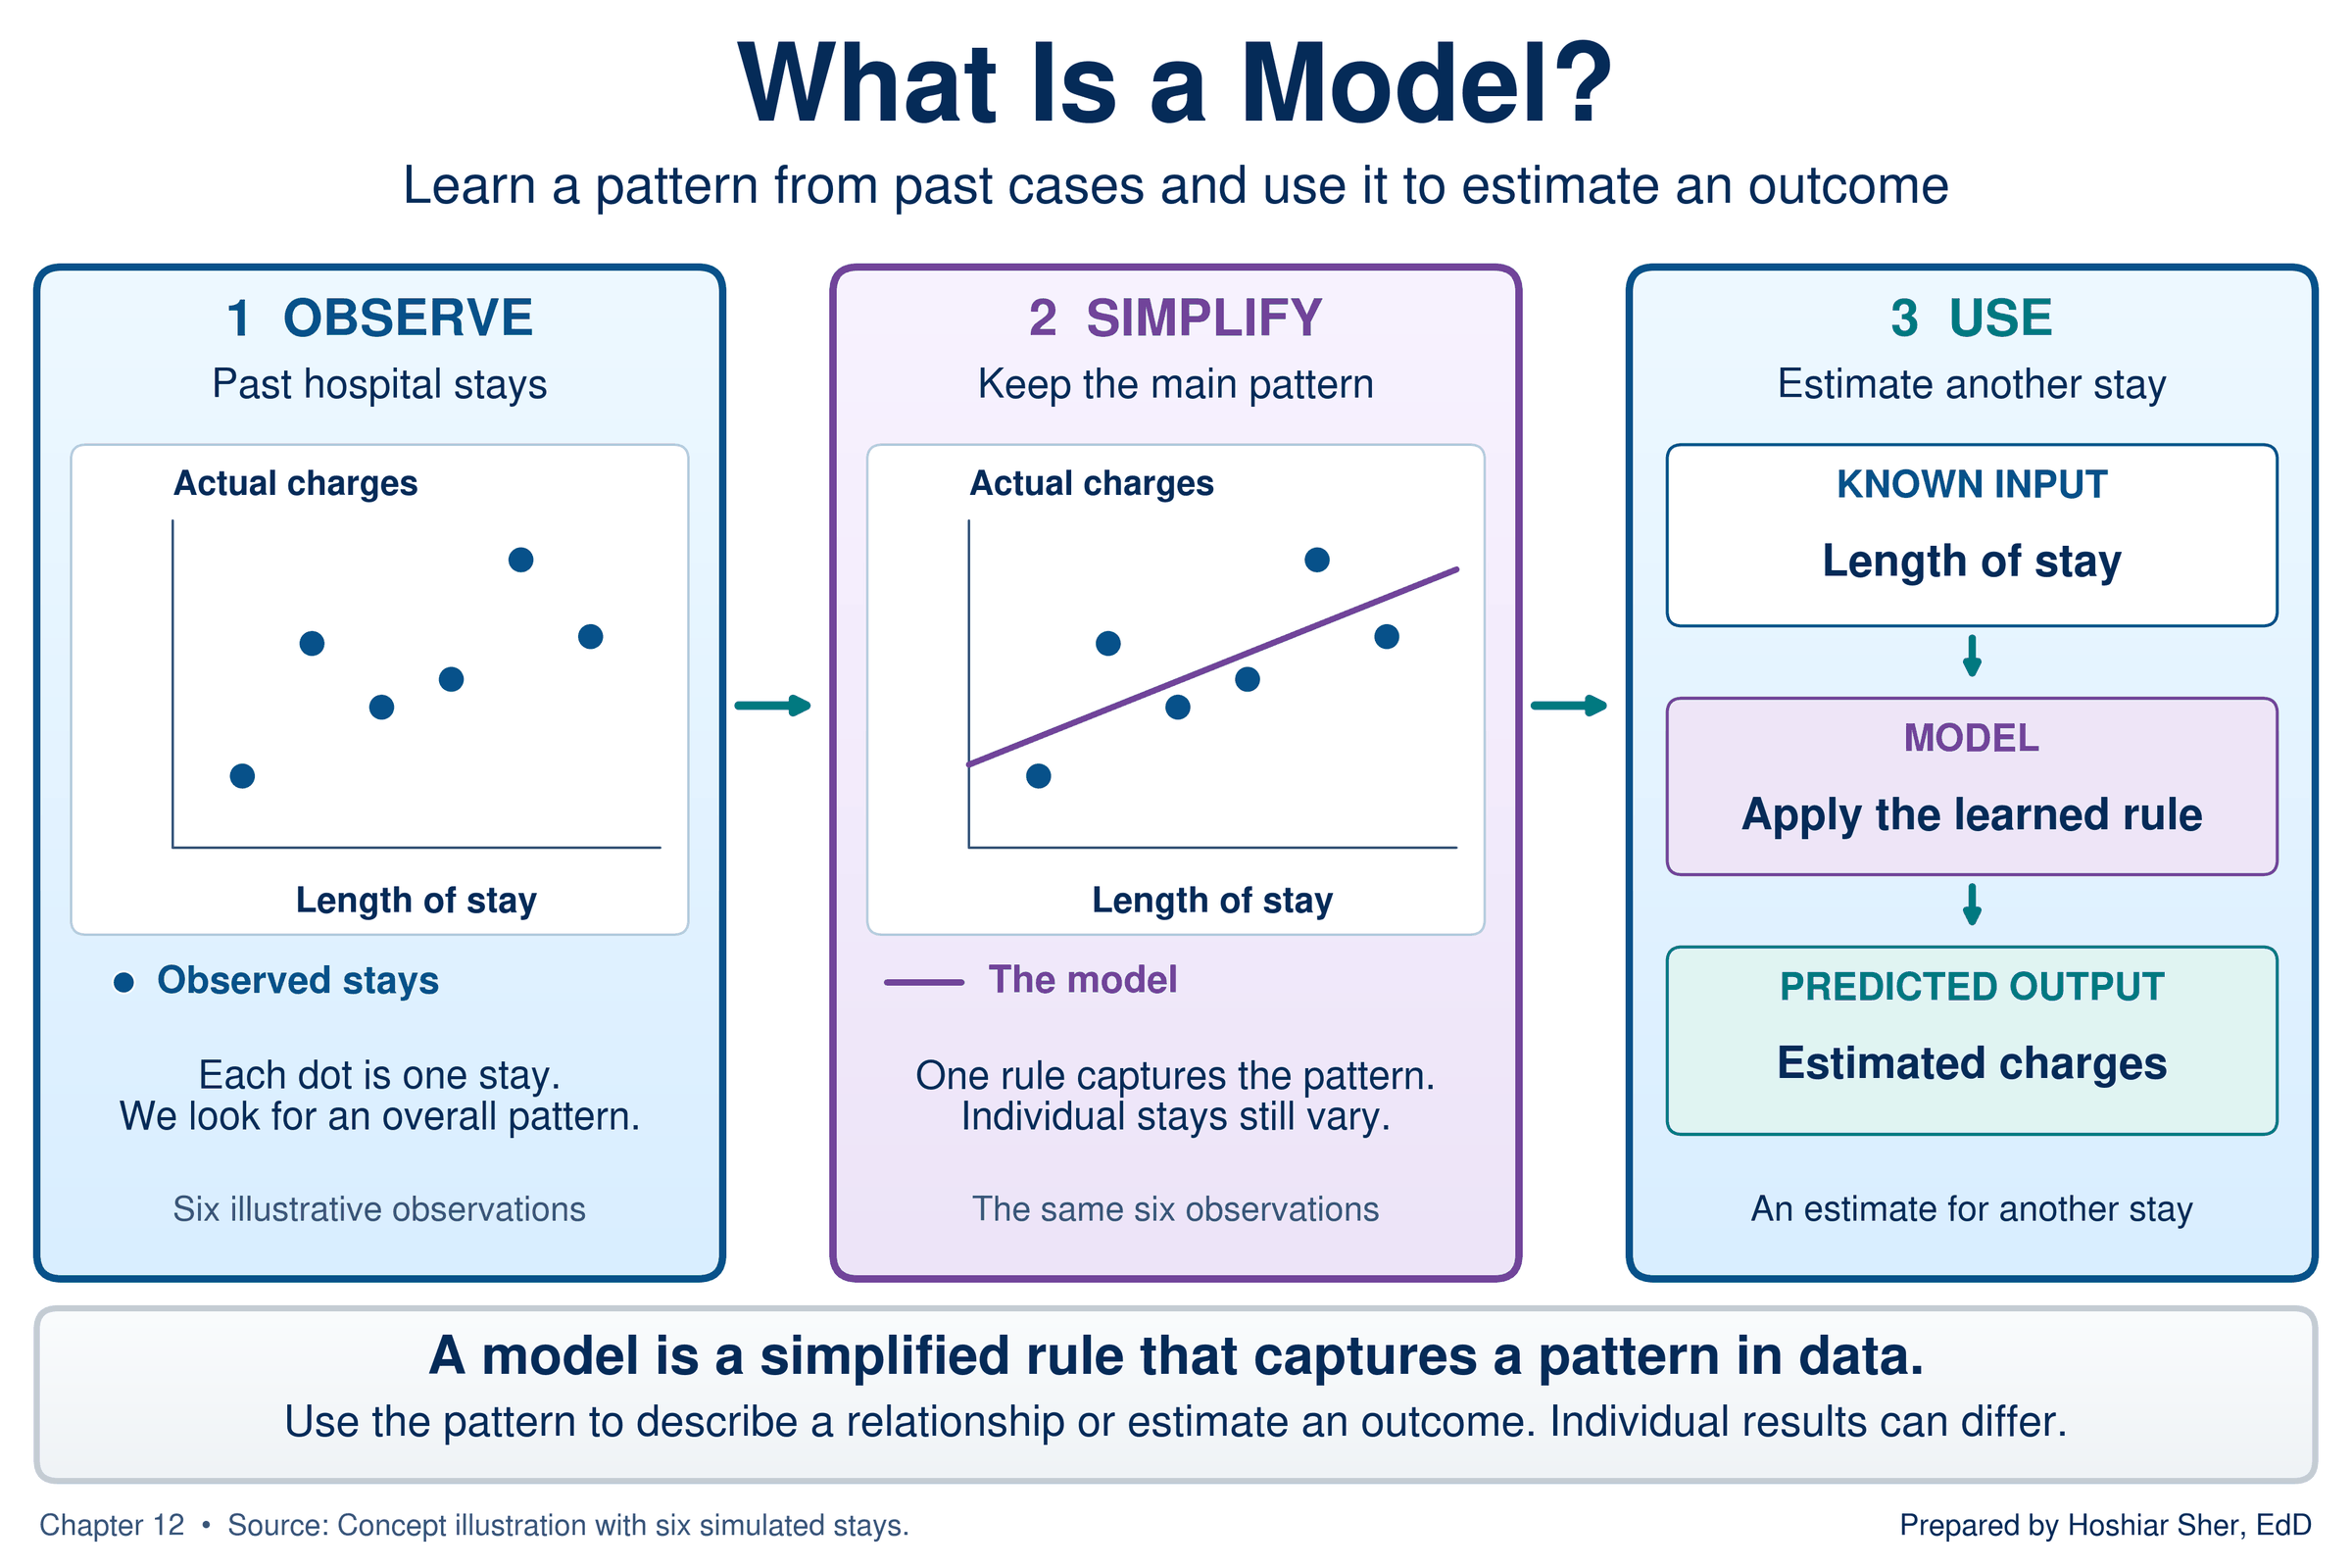 What Is a Model?
Learn a pattern from past cases and use it to estimate an outcome
1 OBSERVE
Past hospital stays
Actual charges
Length of stay
Observed stays
Each dot is one stay.
We look for an overall pattern.
Six illustrative observations
2 SIMPLIFY
Keep the main pattern
Actual charges
Length of stay
The model
One rule captures the pattern.
Individual stays still vary.
The same six observations
3 USE
Estimate another stay
KNOWN INPUT
Length of stay
MODEL
Apply the learned rule
PREDICTED OUTPUT
Estimated charges
An estimate for another stay
A model is a simplified rule that captures a pattern in data.
Use the pattern to describe a relationship or estimate an outcome. Individual results can differ.
Chapter 12 • Source: Concept illustration with six simulated stays.
Prepared by Hoshiar Sher, EdD